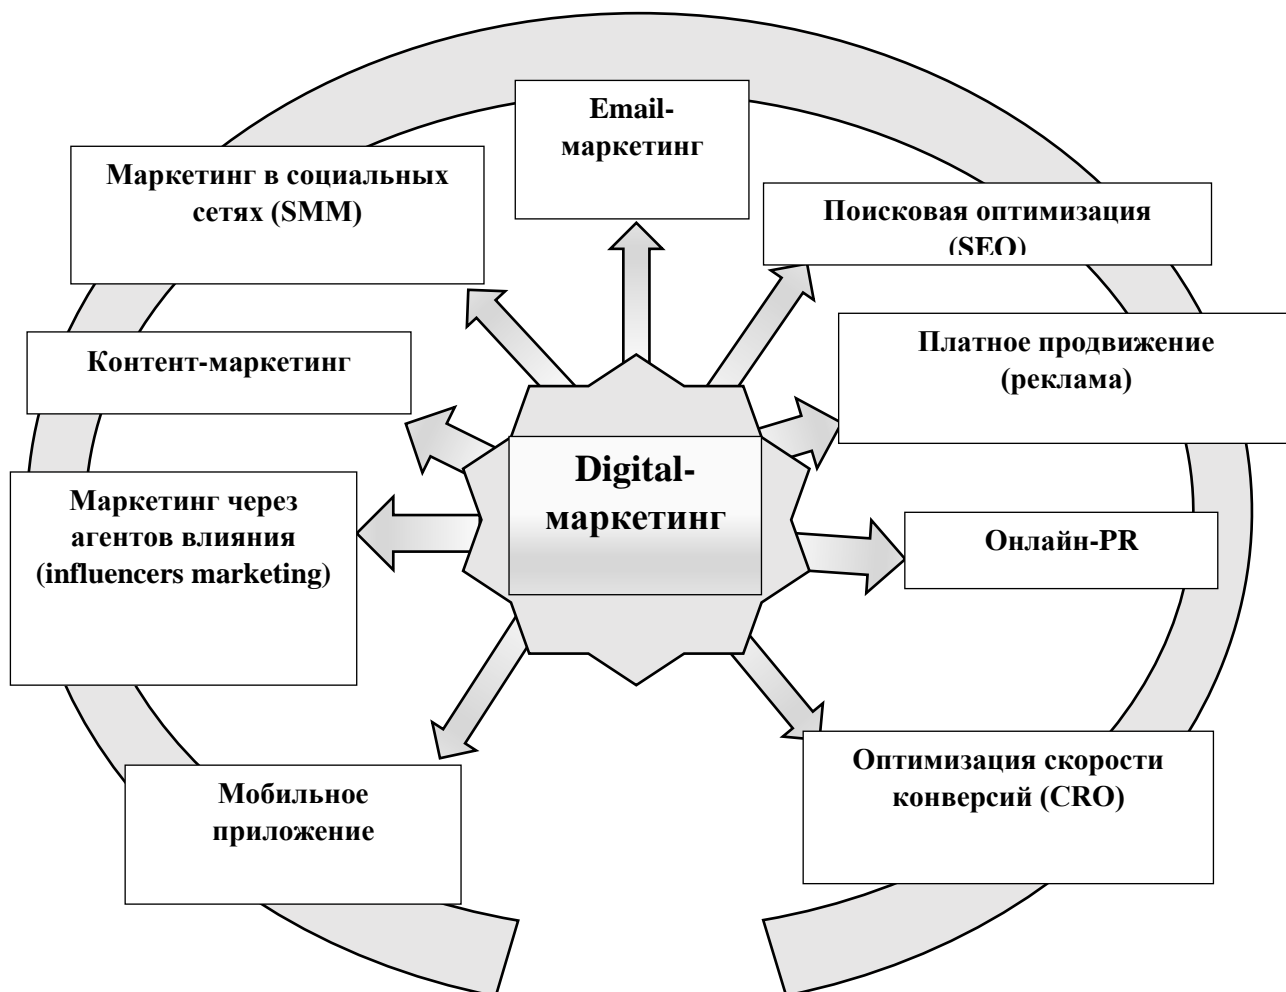 Email-
маркетинг
Маркетинг в социальных
сетях (SMM)
Поисковая оптимизация
(SEO)
Контент-маркетинг
Платное продвижение
(реклама)
Digital-
маркетинг
Маркетинг через
агентов влияния
(influencers marketing)
Онлайн-PR
Мобильное
приложение
Оптимизация скорости
конверсий (CRO)